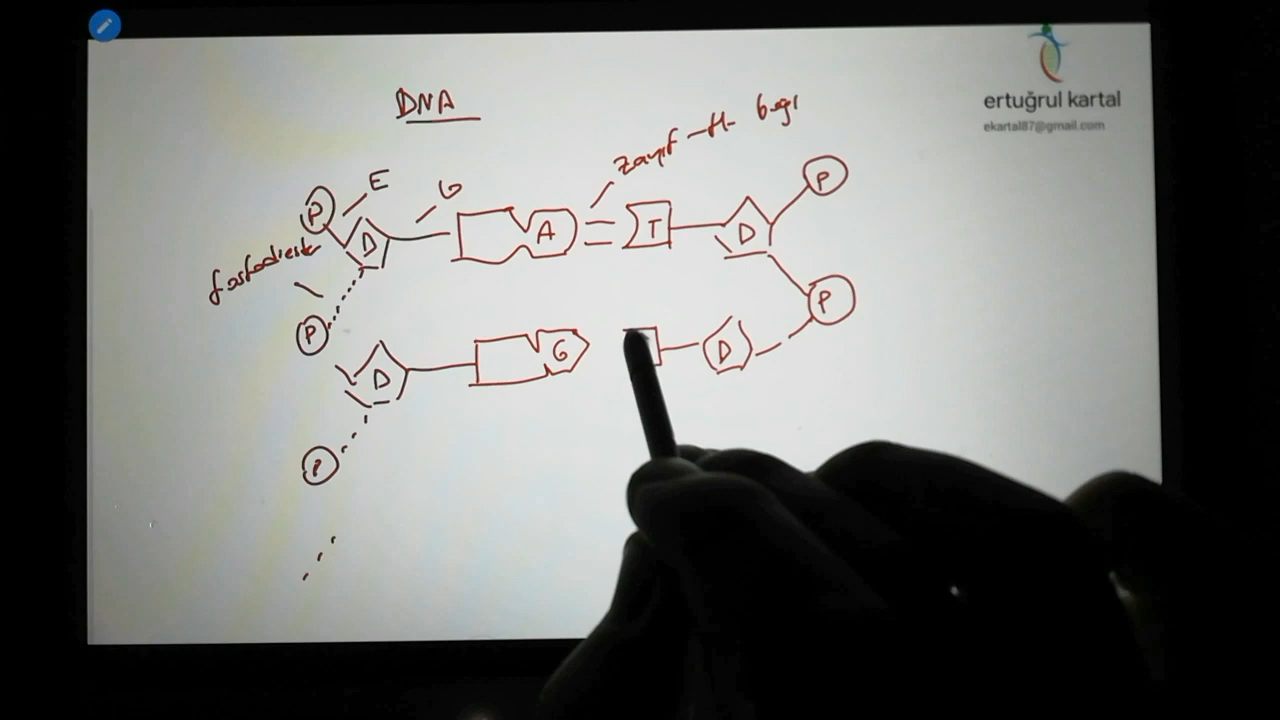 DNA
ertuğrul kartal
ekartal87@gmail.com
zayıf -H- bağı
E
G
P
D
A
T
D
P
fosfodiester
P
P
D
G
D
P